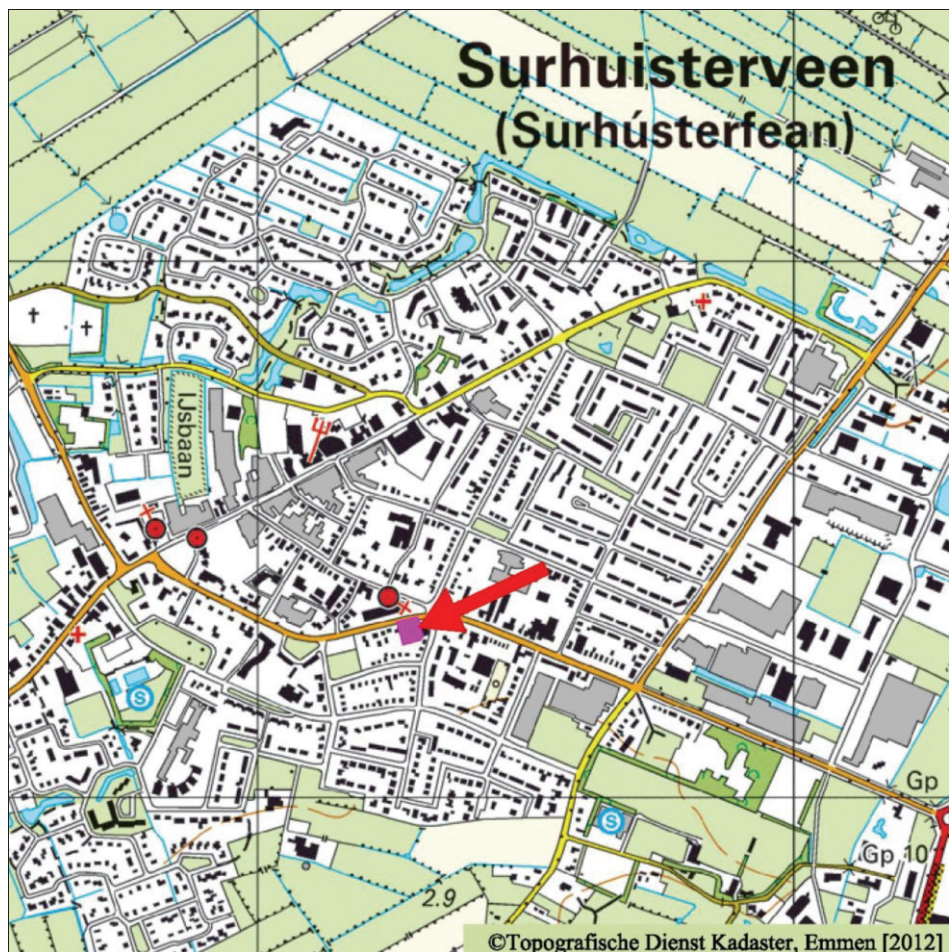 Surhuisterveen
(Surhústerfean)
IJsbaan
S
Gp
S
Gp 10
2.9
©Topografische Dienst Kadaster, Emmen [2012]